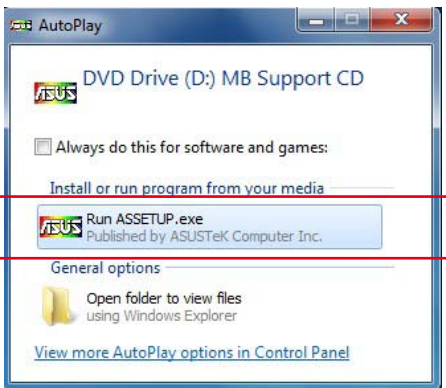 AutoPlay
DVD Drive (D:) MB Support CD
ASUS
Always do this for software and games:
Install or run program from your media
ASUS
Run ASSETUP.exe
Published by ASUSTeK Computer Inc.
General options
Open folder to view files
using Windows Explorer
View more AutoPlay options in Control Panel